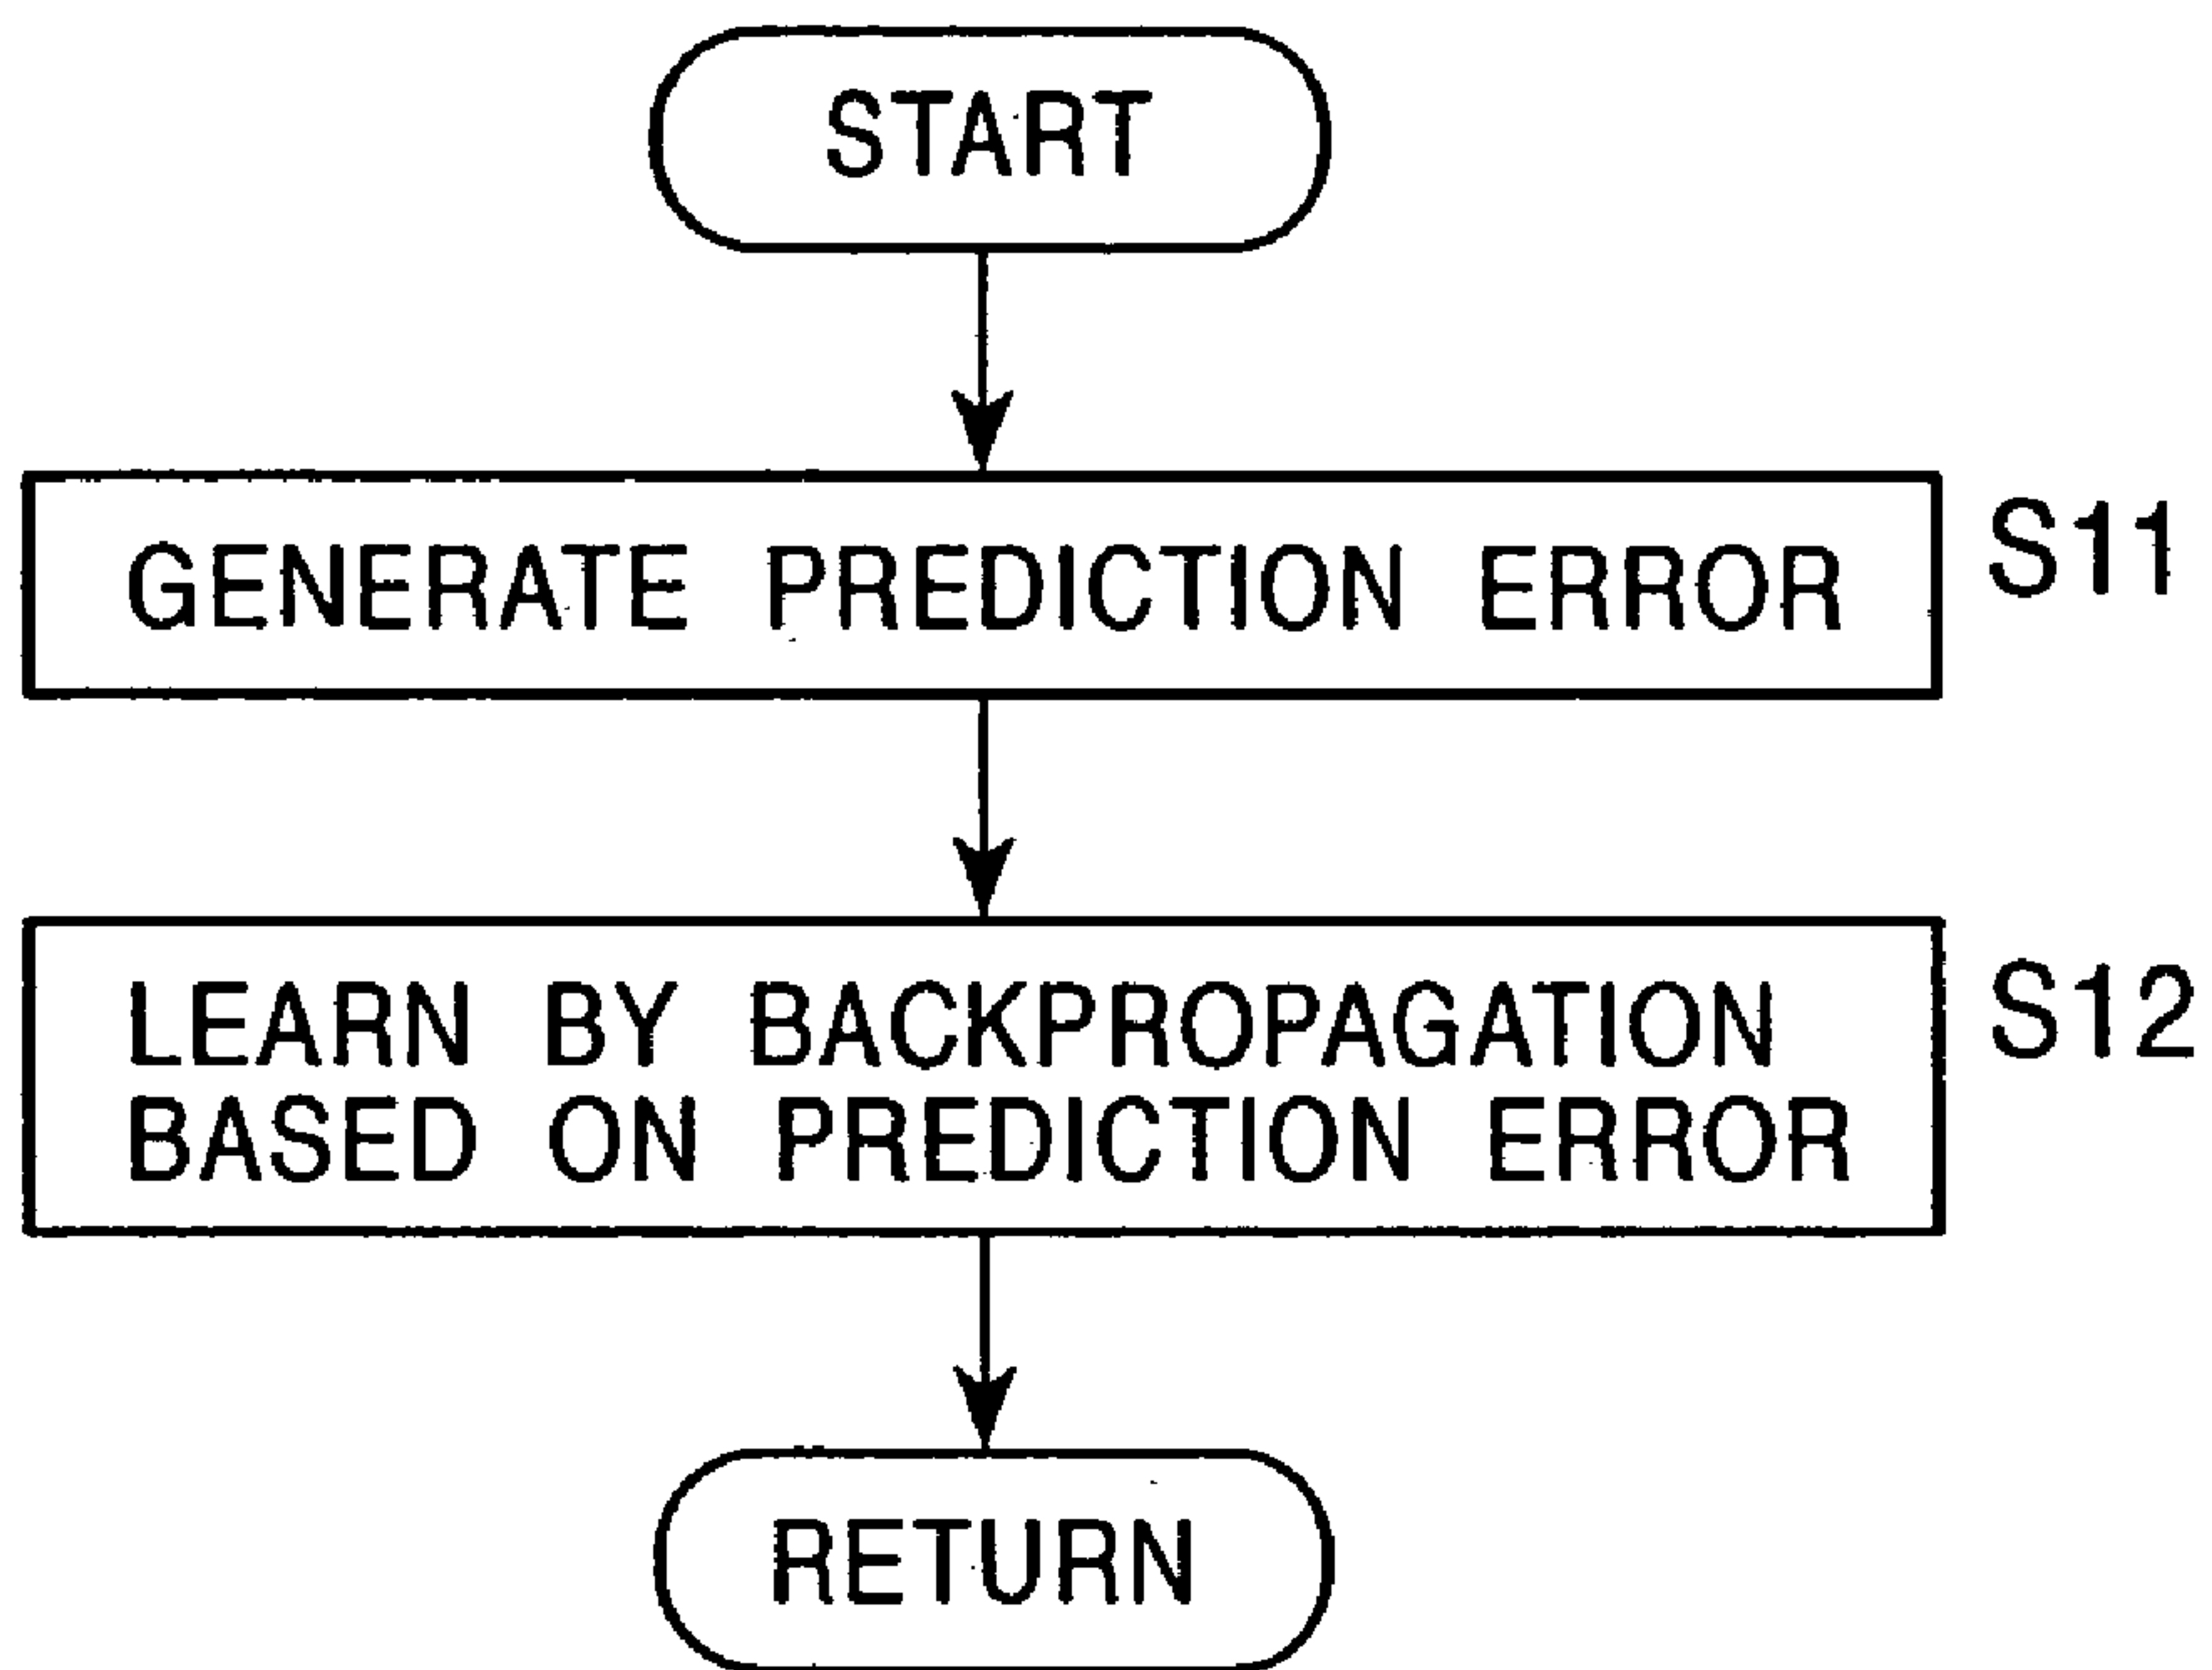 START
GENERATE PREDICTION ERROR
S11
LEARN BY BACKPROPAGATION
S12
BASED ON PREDICTION ERROR
RETURN